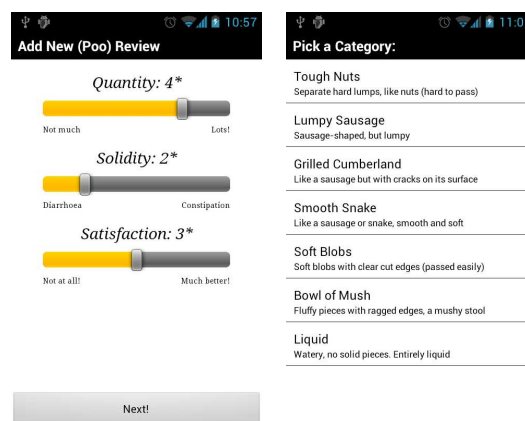 10:57
Add New (Poo) Review
Quantity: 4*
Not much Lots!
Solidity: 2*
Diarrhoea Constipation
Satisfaction: 3*
Not at all! Much better!
Next!
Pick a Category:
Tough Nuts
Separate hard lumps, like nuts (hard to pass)
Lumpy Sausage
Sausage-shaped, but lumpy
Grilled Cumberland
Like a sausage but with cracks on its surface
Smooth Snake
Like a sausage or snake, smooth and soft
Soft Blobs
Soft blobs with clear cut edges (passed easily)
Bowl of Mush
Fluffy pieces with ragged edges, a mushy stool
Liquid
Watery, no solid pieces. Entirely liquid